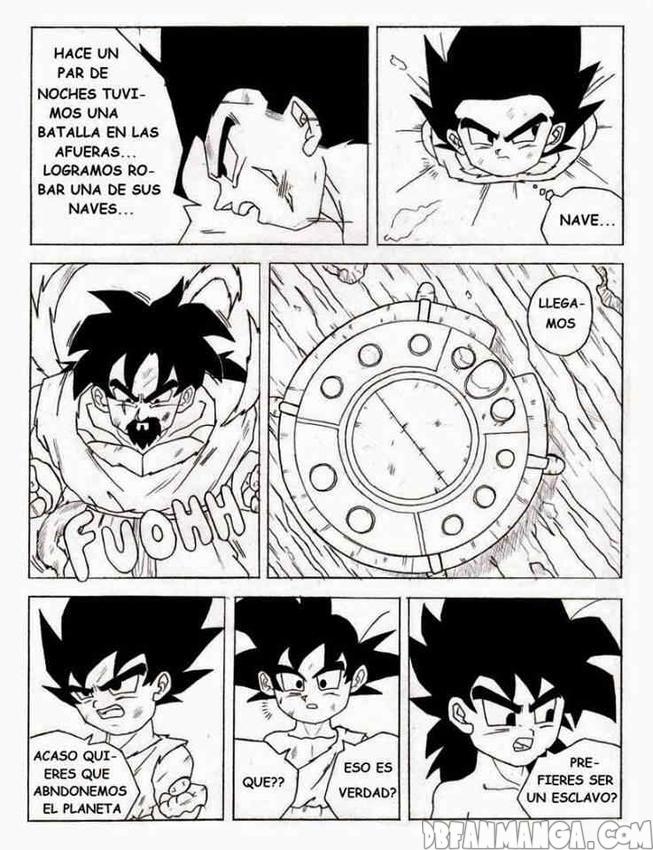 HACE UN
PAR DE
NOCHES TUVI-
MOS UNA
BATALLA EN LAS
AFUERAS...
LOGRAMOS RO-
BAR UNA DE SUS
NAVES...
NAVE...
FUOHH
LLEGA-
MOS
ACASO QUI-
ERES QUE
ABNDONEMOS
EL PLANETA
QUE??
ESO ES
VERDAD?
PRE-
FIERES SER
UN ESCLAVO?
DBFANMANGA.COM